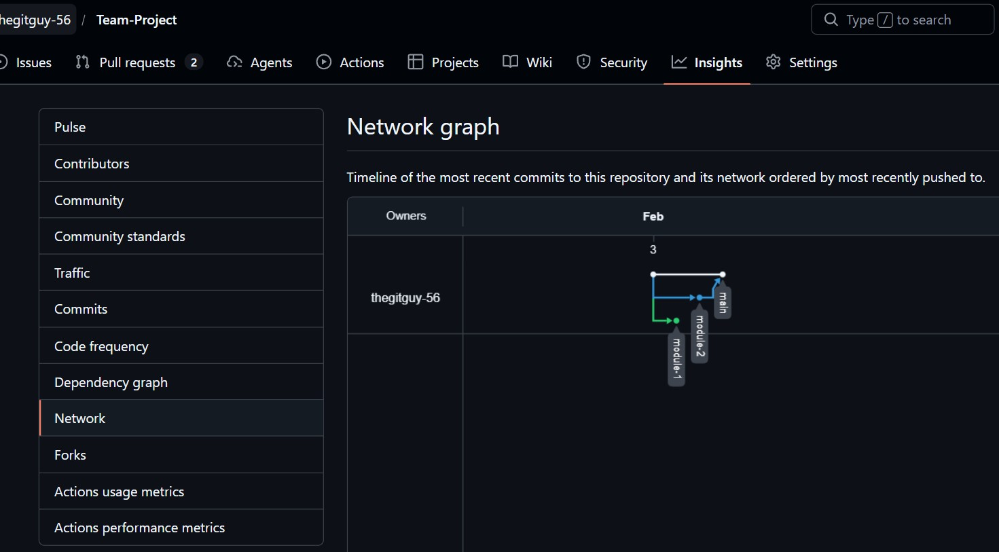 hegitguy-56 / Team-Project
Type / to search
Issues
Pull requests 2
Agents
Actions
Projects
Wiki
Security
Insights
Settings
Pulse
Contributors
Community
Community standards
Traffic
Commits
Code frequency
Dependency graph
Network
Forks
Actions usage metrics
Actions performance metrics
Network graph
Timeline of the most recent commits to this repository and its network ordered by most recently pushed to.
Owners
Feb
3
thegitguy-56
main
module-2
module-1